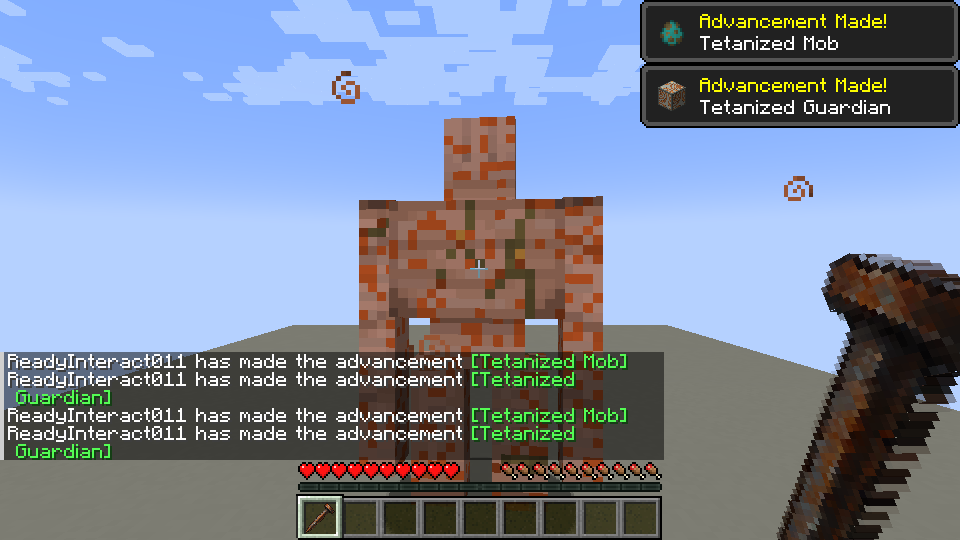 Advancement Made!
Tetanized Mob
Advancement Made!
Tetanized Guardian
ReadyInteract011 has made the advancement [Tetanized Mob]
ReadyInteract011 has made the advancement [Tetanized
Guardian]
ReadyInteract011 has made the advancement [Tetanized Mob]
ReadyInteract011 has made the advancement [Tetanized
Guardian]